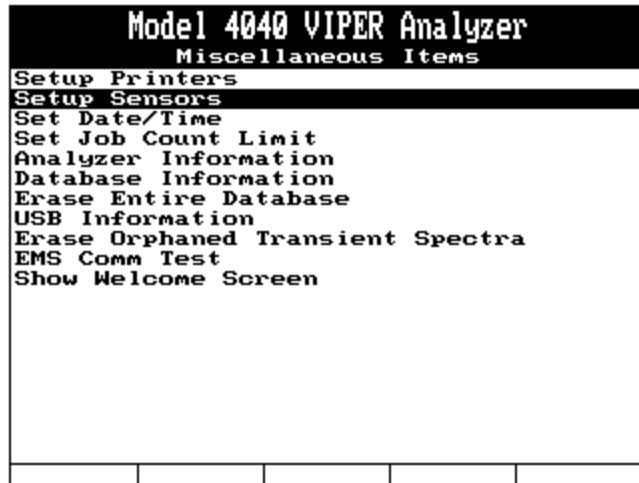 Model 4040 VIPER Analyzer
Miscellaneous Items
Setup Printers
Setup Sensors
Set Date/Time
Set Job Count Limit
Analyzer Information
Database Information
Erase Entire Database
USB Information
Erase Orphaned Transient Spectra
EMS Comm Test
Show Welcome Screen